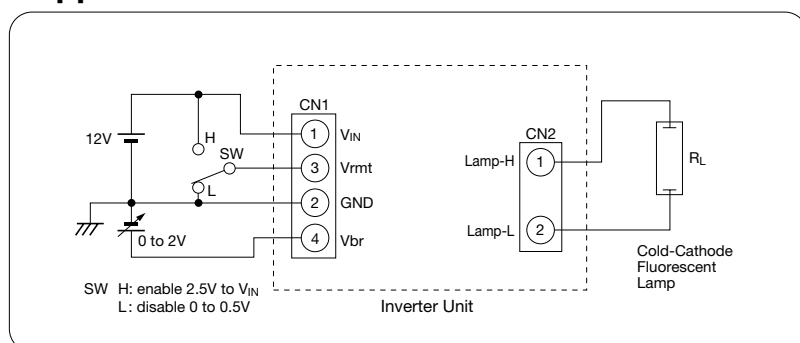 CN1
12V
H
1
VIN
SW
3
Vrmt
L
2
GND
0 to 2V
4
Vbr
SW H: enable 2.5V to VIN
L: disable 0 to 0.5V
Inverter Unit
CN2
Lamp-H
1
RL
Lamp-L
2
Cold-Cathode
Fluorescent
Lamp